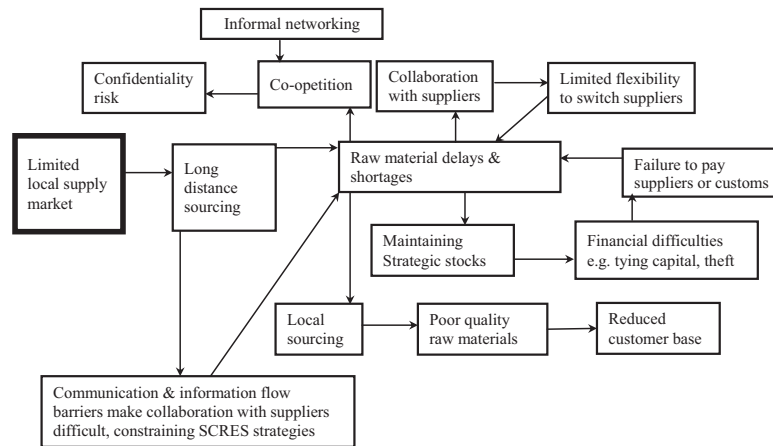 Informal networking
Confidentiality
risk
Co-opetition
Collaboration
with suppliers
Limited flexibility
to switch suppliers
Limited
local supply
market
Long
distance
sourcing
Raw material delays &
shortages
Failure to pay
suppliers or customs
Maintaining
Strategic stocks
Financial difficulties
e.g. tying capital, theft
Local
sourcing
Poor quality
raw materials
Reduced
customer base
Communication & information flow
barriers make collaboration with suppliers
difficult, constraining SCRES strategies